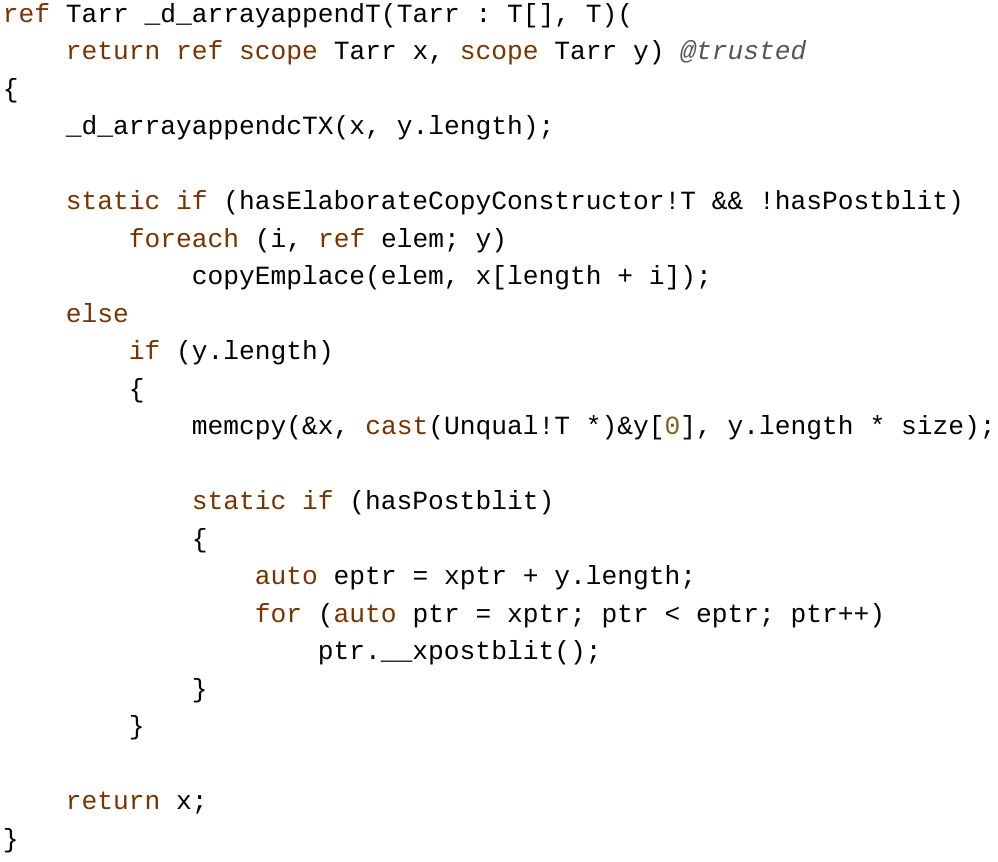 ref Tarr _d_arrayappendT(Tarr : T[], T)(
    return ref scope Tarr x, scope Tarr y) @trusted
{
    _d_arrayappendcTX(x, y.length);

    static if (hasElaborateCopyConstructor!T && !hasPostblit)
        foreach (i, ref elem; y)
            copyEmplace(elem, x[length + i]);
    else
        if (y.length)
        {
            memcpy(&x, cast(Unqual!T *)&y[0], y.length * size);

            static if (hasPostblit)
            {
                auto eptr = xptr + y.length;
                for (auto ptr = xptr; ptr < eptr; ptr++)
                    ptr.__xpostblit();
            }
        }

    return x;
}